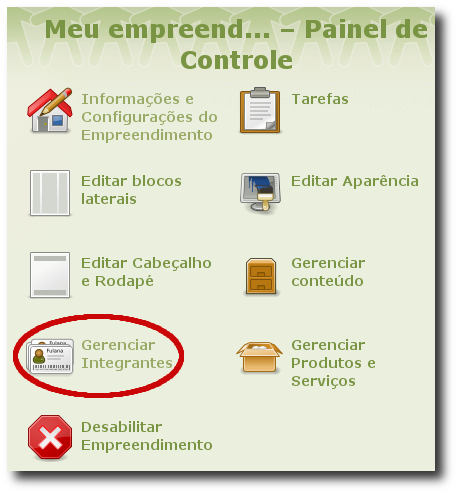 Meu empreend... – Painel de
Controle
Informações e
Configurações do
Empreendimento
Tarefas
Editar blocos
laterais
Editar Aparência
Editar Cabeçalho
e Rodapé
Gerenciar
conteúdo
Fulana
Fulana
Gerenciar
Integrantes
Gerenciar
Produtos e
Serviços
Desabilitar
Empreendimento